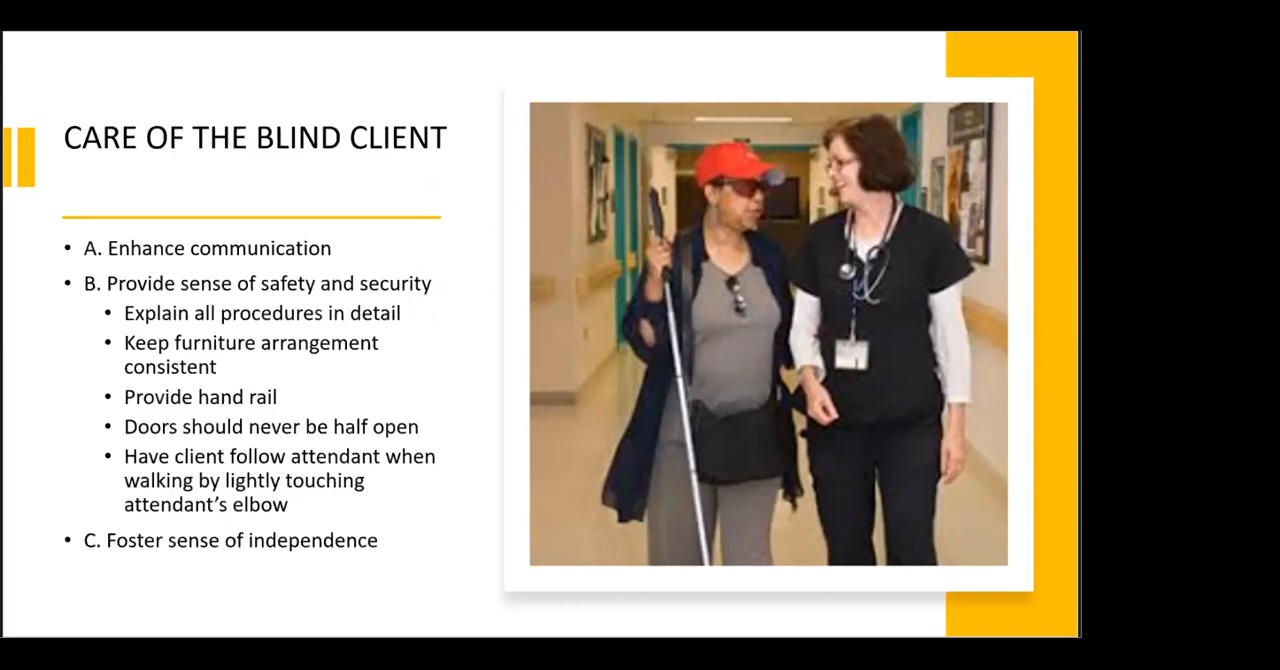 CARE OF THE BLIND CLIENT
• A. Enhance communication
• B. Provide sense of safety and security
• Explain all procedures in detail
• Keep furniture arrangement
consistent
• Provide hand rail
• Doors should never be half open
• Have client follow attendant when
walking by lightly touching
attendant’s elbow
• C. Foster sense of independence